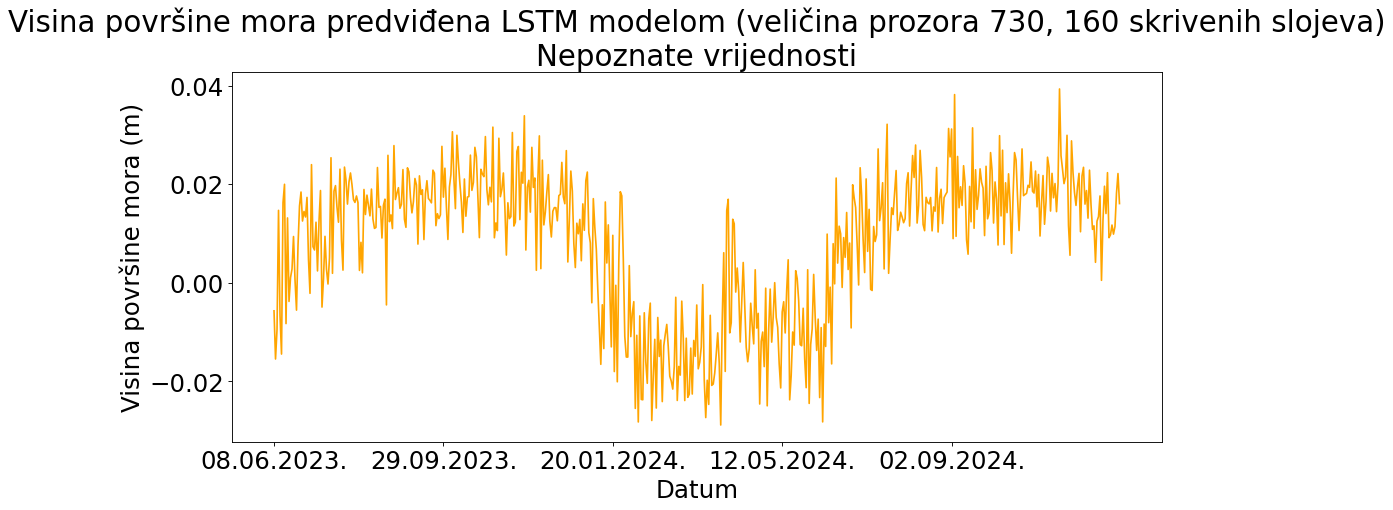 Visina površine mora predviđena LSTM modelom (veličina prozora 730, 160 skrivenih slojeva)
Nepoznate vrijednosti
Visina površine mora (m)
0.04
0.02
0.00
−0.02
08.06.2023.
29.09.2023.
20.01.2024.
12.05.2024.
02.09.2024.
Datum